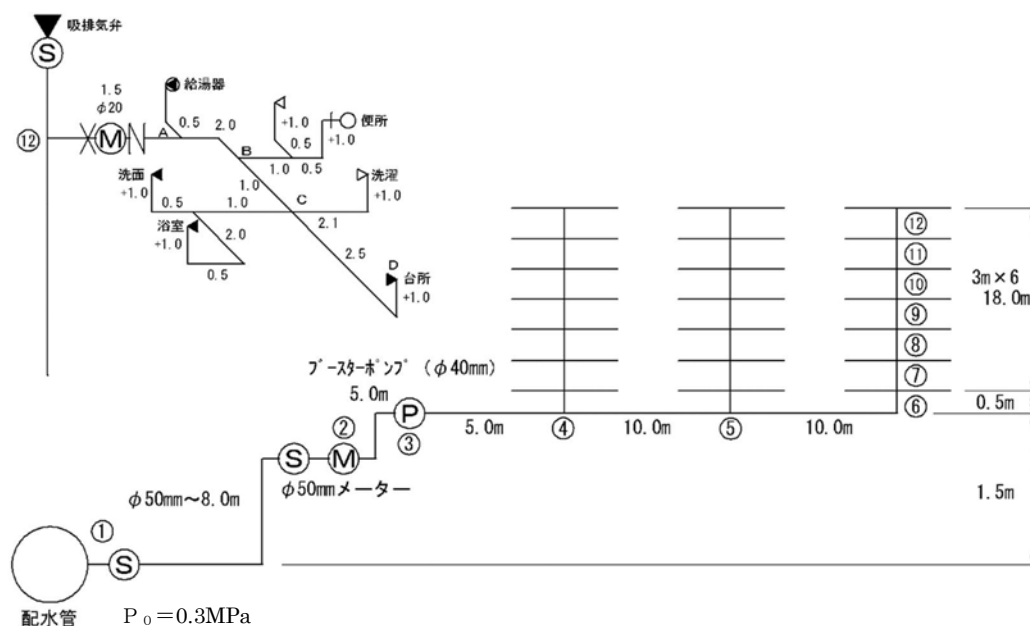 吸排気弁
S
1.5
φ20
給湯器
0.5
2.0
+1.0
便所
⑫
M
A
0.5
+1.0
B
1.0
0.5
洗面
+1.0
1.0
洗濯
+1.0
0.5
1.0
C
浴室
+1.0
2.0
2.1
0.5
2.5
D
台所
+1.0
⑫
⑪
⑩
⑨
⑧
⑦
⑥
3m×6
18.0m
0.5m
ブースターポンプ (φ40mm)
5.0m
P
③
5.0m
④
10.0m
⑤
10.0m
②
S
M
φ50mmメーター
φ50mm～8.0m
1.5m
①
S
配水管
P₀=0.3MPa